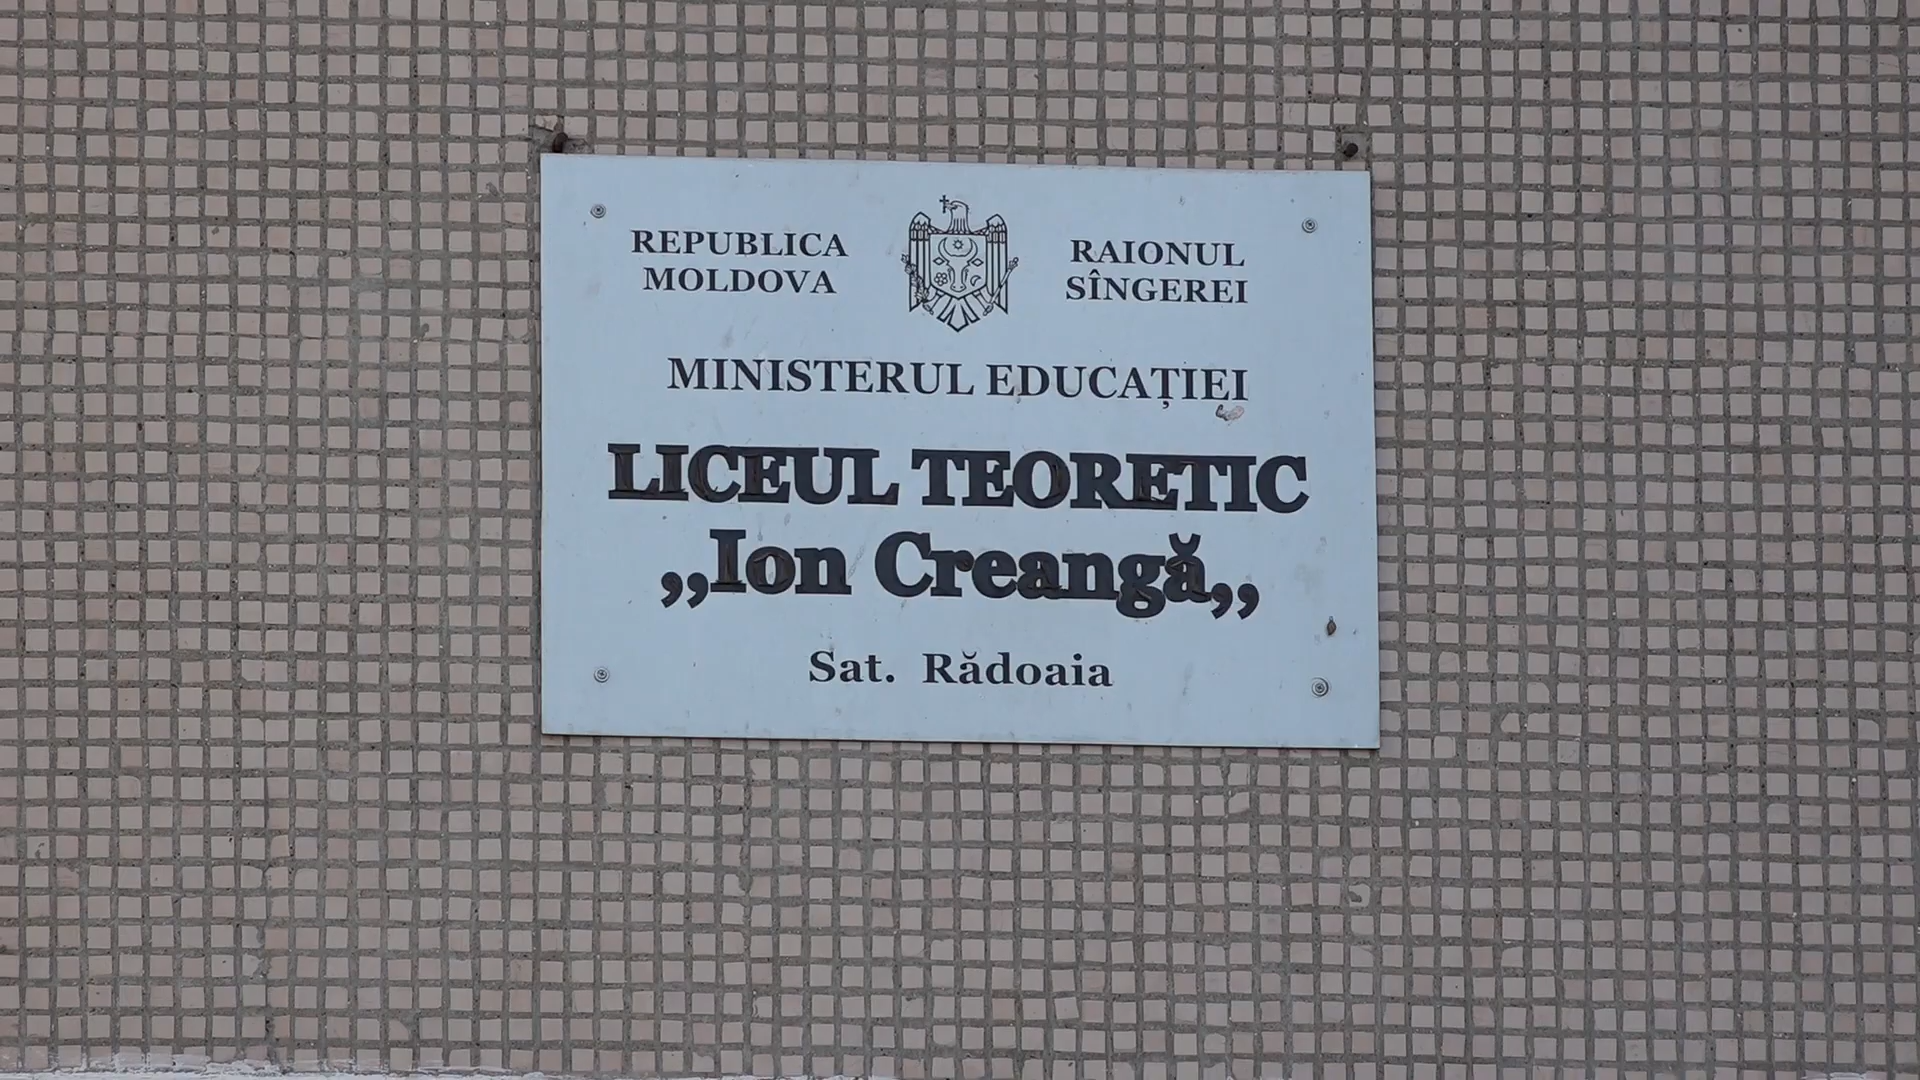 REPUBLICA
MOLDOVA
RAIONUL
SÎNGEREI
MINISTERUL EDUCAȚIEI
LICEUL TEORETIC
„Ion Creangă„
Sat. Rădoaia